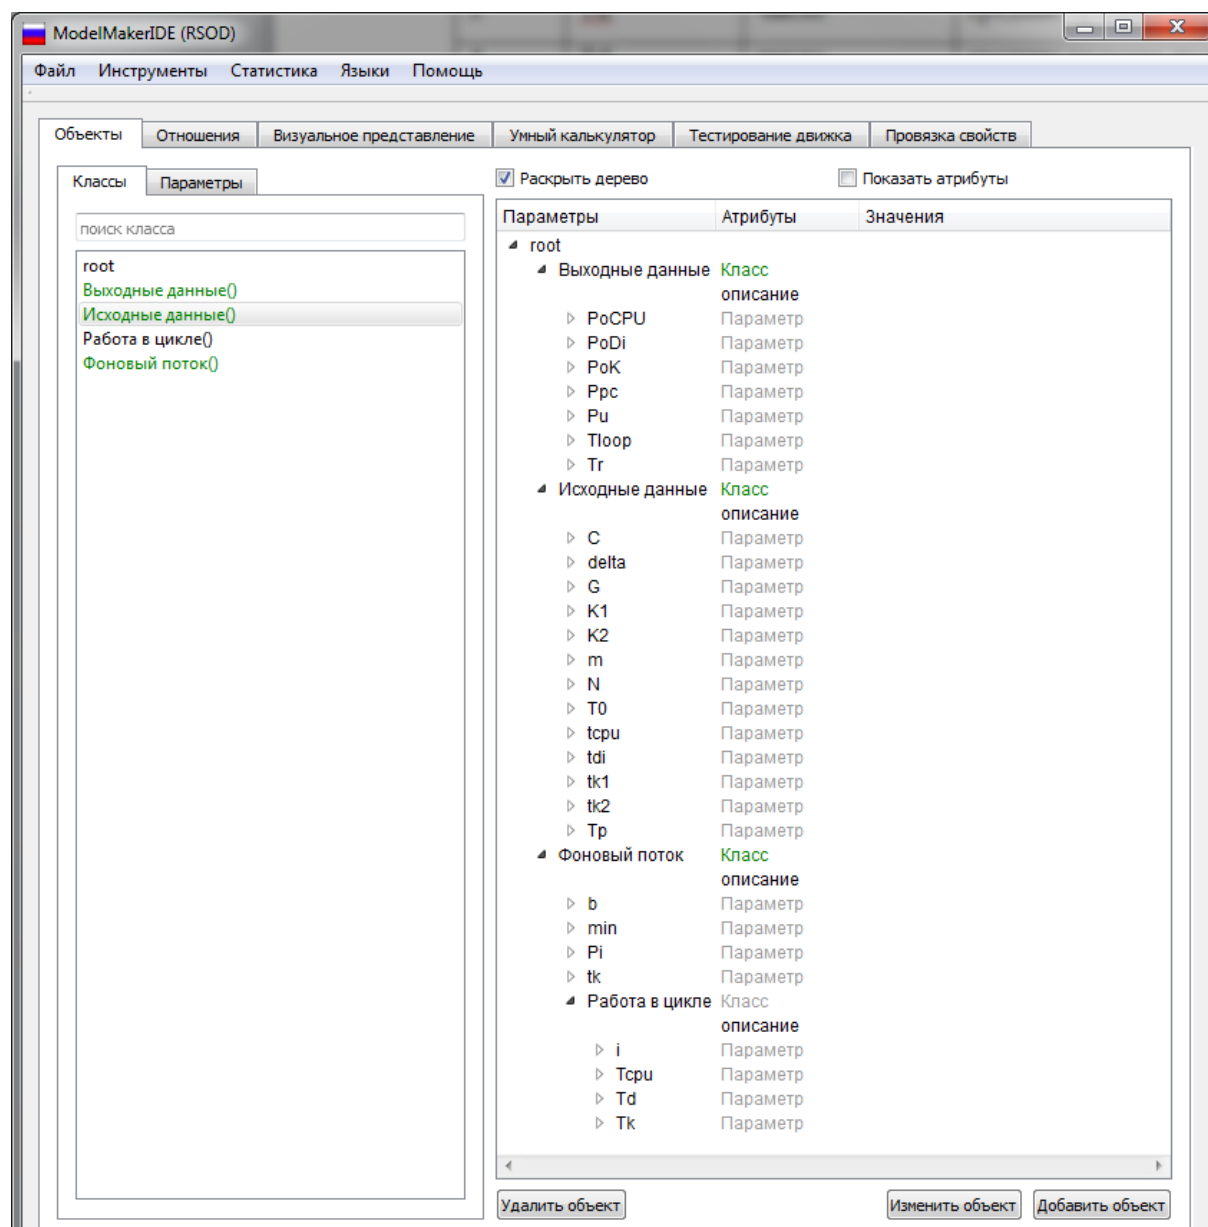 ModelMakerIDE (RSOD)
Файл Инструменты Статистика Языки Помощь
Объекты Отношения Визуальное представление Умный калькулятор Тестирование движка Провязка свойств
Классы Параметры
поиск класса
root
Выходные данные()
Исходные данные()
Работа в цикле()
Фоновый поток()
Раскрыть дерево Показать атрибуты
Параметры Атрибуты Значения
root
Выходные данные Класс
описание
PoCPU Параметр
PoDi Параметр
PoK Параметр
Ppc Параметр
Pu Параметр
Tloop Параметр
Tr Параметр
Исходные данные Класс
описание
C Параметр
delta Параметр
G Параметр
K1 Параметр
K2 Параметр
m Параметр
N Параметр
T0 Параметр
tcpu Параметр
tdi Параметр
tk1 Параметр
tk2 Параметр
Tp Параметр
Фоновый поток Класс
описание
b Параметр
min Параметр
Pi Параметр
tk Параметр
Работа в цикле Класс
описание
i Параметр
Tcpu Параметр
Td Параметр
Tk Параметр
Удалить объект Изменить объект Добавить объект